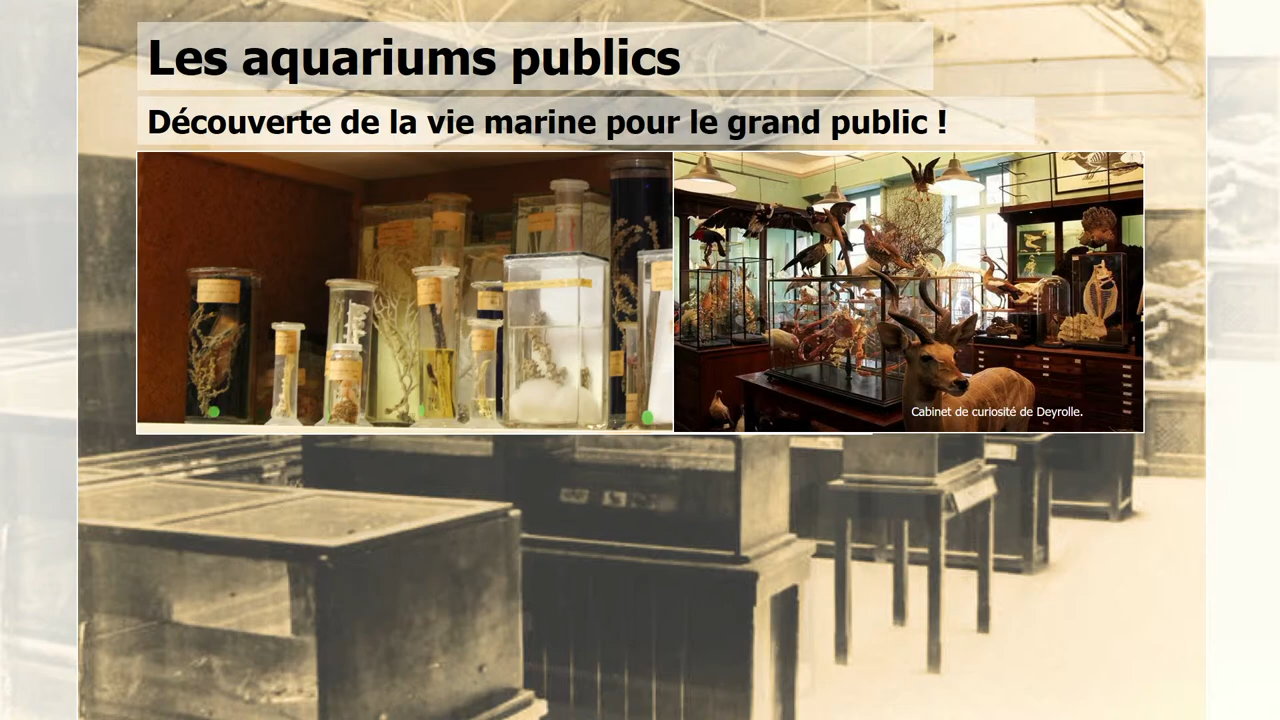 Les aquariums publics
Découverte de la vie marine pour le grand public !
Cabinet de curiosité de Deyrolle.